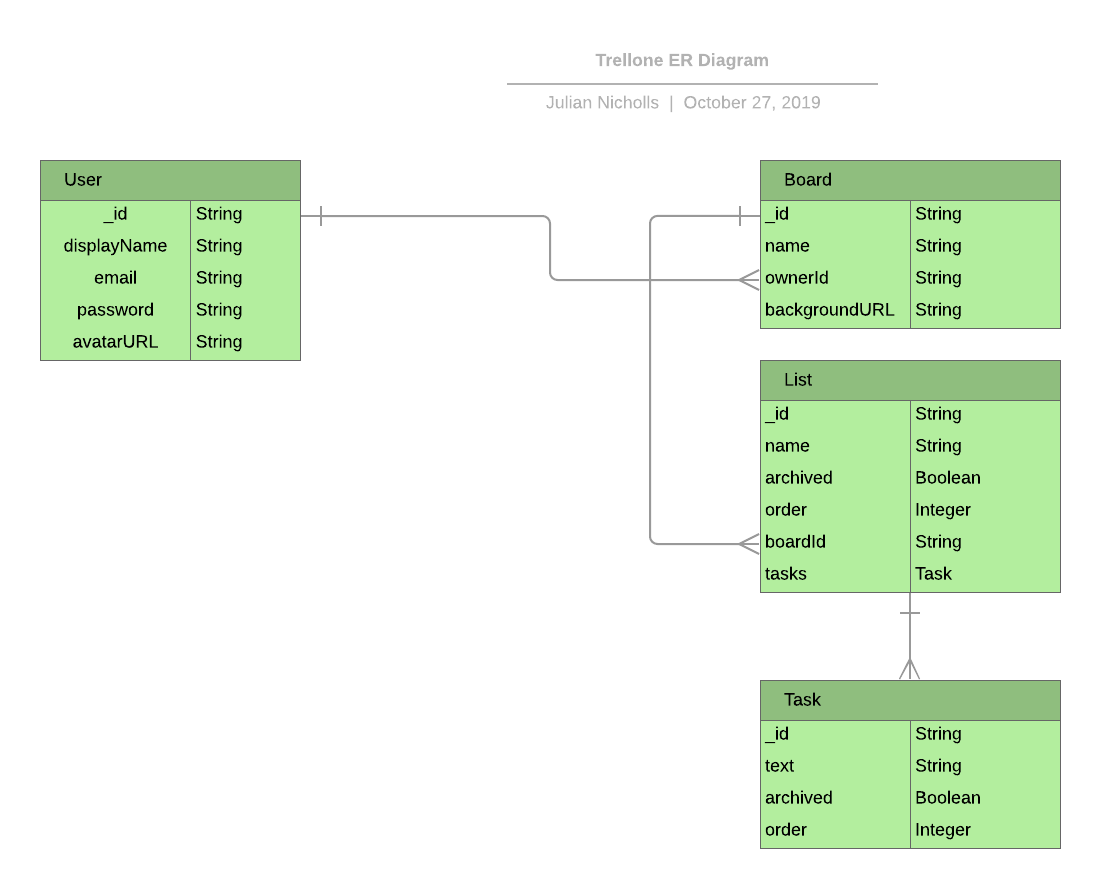 Trellone ER Diagram
Julian Nicholls | October 27, 2019
User
_id String
displayName String
email String
password String
avatarURL String
Board
_id String
name String
ownerId String
backgroundURL String
List
_id String
name String
archived Boolean
order Integer
boardId String
tasks Task
Task
_id String
text String
archived Boolean
order Integer